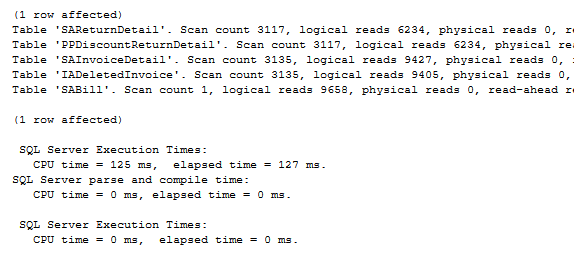 (1 row affected)
Table 'SAReturnDetail'. Scan count 3117, logical reads 6234, physical reads 0,
Table 'PPDiscountReturnDetail'. Scan count 3117, logical reads 6234, physical
Table 'SAInvoiceDetail'. Scan count 3135, logical reads 9427, physical reads 0,
Table 'IADeletedInvoice'. Scan count 3135, logical reads 9405, physical reads 0,
Table 'SABill'. Scan count 1, logical reads 9658, physical reads 0, read-ahead
(1 row affected)
SQL Server Execution Times:
CPU time = 125 ms, elapsed time = 127 ms.
SQL Server parse and compile time:
CPU time = 0 ms, elapsed time = 0 ms.
SQL Server Execution Times:
CPU time = 0 ms, elapsed time = 0 ms.